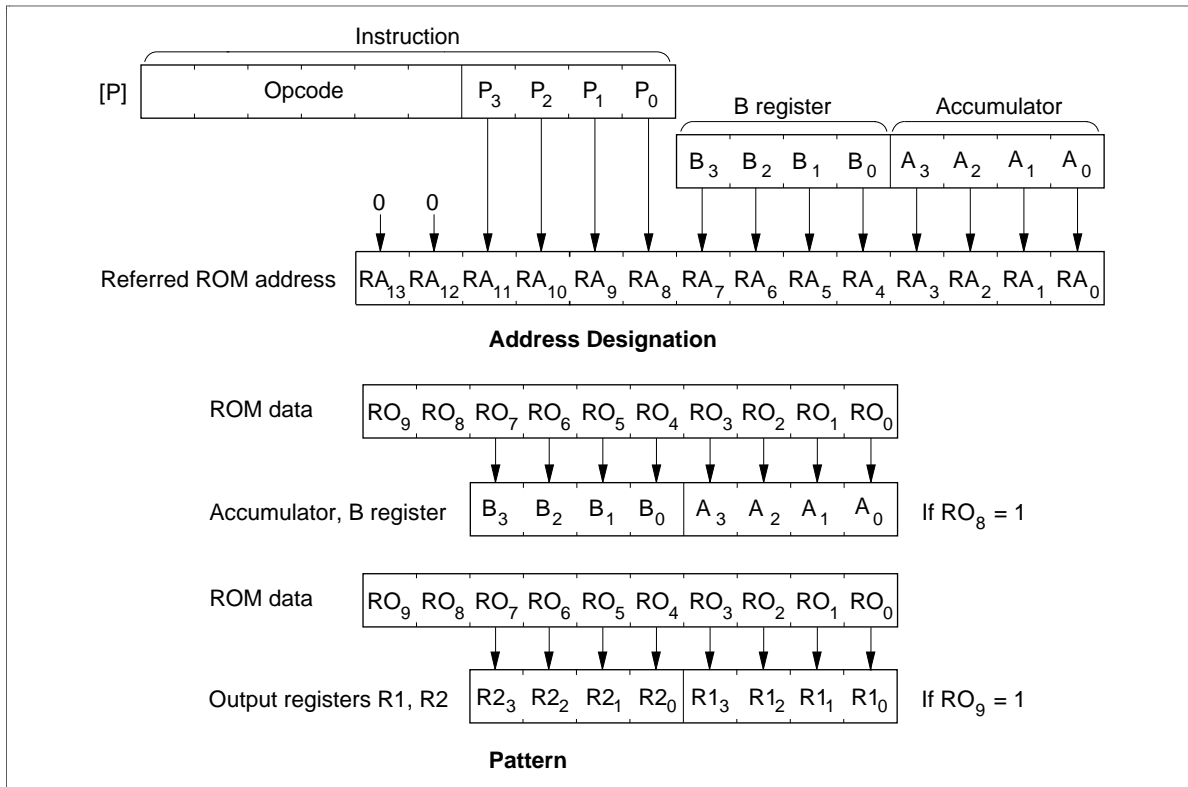 Instruction
[P] Opcode P3 P2 P1 P0
B register Accumulator
B3 B2 B1 B0 A3 A2 A1 A0
0 0
Referred ROM address RA13 RA12 RA11 RA10 RA9 RA8 RA7 RA6 RA5 RA4 RA3 RA2 RA1 RA0
Address Designation
ROM data RO9 RO8 RO7 RO6 RO5 RO4 RO3 RO2 RO1 RO0
Accumulator, B register B3 B2 B1 B0 A3 A2 A1 A0 If RO8 = 1
ROM data RO9 RO8 RO7 RO6 RO5 RO4 RO3 RO2 RO1 RO0
Output registers R1, R2 R23 R22 R21 R20 R13 R12 R11 R10 If RO9 = 1
Pattern